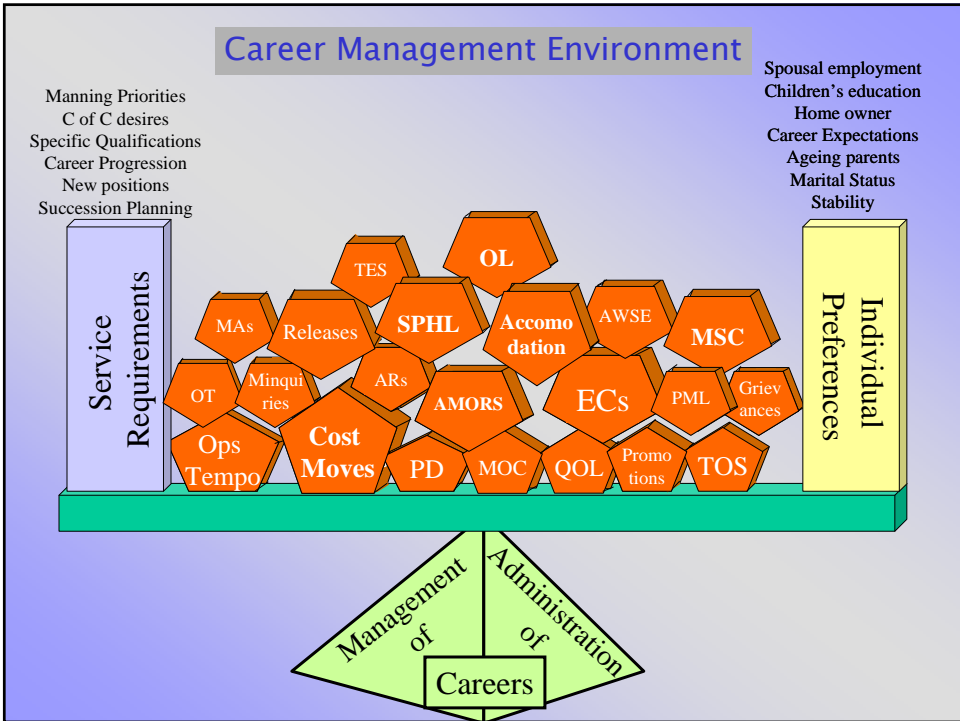 Career Management Environment
Manning Priorities
C of C desires
Specific Qualifications
Career Progression
New positions
Succession Planning
Spousal employment
Children's education
Home owner
Career Expectations
Ageing parents
Marital Status
Stability
Service
Requirements
Individual
Preferences
TES
OL
MAs
Releases
SPHL
Accomo
dation
AWSE
MSC
OT
Minqui
ries
ARs
AMORS
ECs
PML
Griev
ances
Ops
Tempo
Cost
Moves
PD
MOC
QOL
Promo
tions
TOS
Management
of
Administration
of
Careers